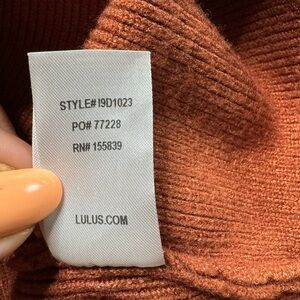 STYLE# I9D1023
PO# 77228
RN# 155839
LULUS.COM